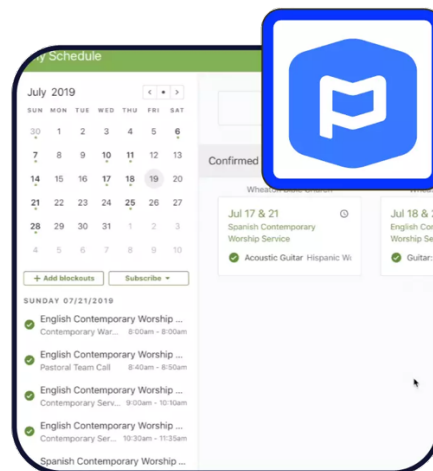 y Schedule
July 2019
SUN MON TUE WED THU FRI SAT
30 1 2 3 4 5 6
7 8 9 10 11 12 13
14 15 16 17 18 19 20
21 22 23 24 25 26 27
28 29 30 31 1 2 3
4 5 6 7 8 9 10
+ Add blockouts
Subscribe
SUNDAY 07/21/2019
English Contemporary Worship ...
Contemporary War... 8:00am - 8:00am
English Contemporary Worship ...
Pastoral Team Call 8:40am - 8:50am
English Contemporary Worship ...
Contemporary Serv... 9:00am - 10:10am
English Contemporary Worship ...
Contemporary Ser... 10:30am - 11:35am
Spanish Contemporary Worship ...
Confirmed
Wheaton Bible Church
Jul 17 & 21
Spanish Contemporary
Worship Service
Acoustic Guitar Hispanic W
Jul 18 &
English Co
Worship Se
Guitar: